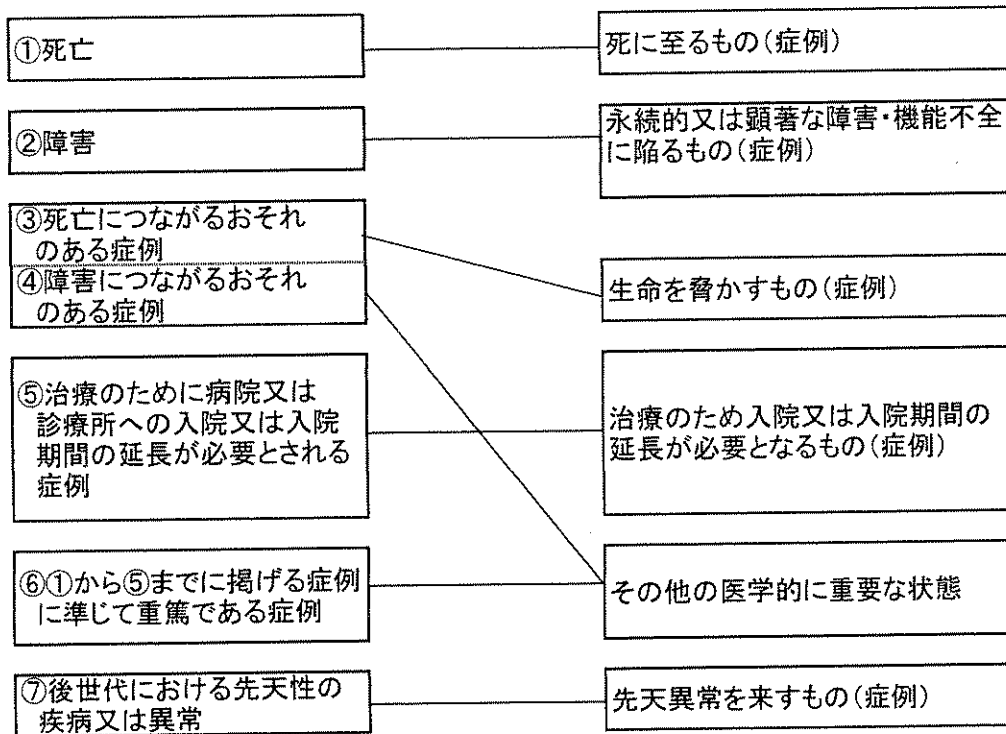 ①死亡
死に至るもの(症例)
②障害
永続的又は顕著な障害・機能不全
に陥るもの(症例)
③死亡につながるおそれ
のある症例
④障害につながるおそれ
のある症例
生命を脅かすもの(症例)
⑤治療のために病院又は
診療所への入院又は入院
期間の延長が必要とされる
症例
治療のため入院又は入院期間の
延長が必要となるもの(症例)
⑥①から⑤までに掲げる症例
に準じて重篤である症例
その他の医学的に重要な状態
⑦後世代における先天性の
疾病又は異常
先天異常を来すもの(症例)